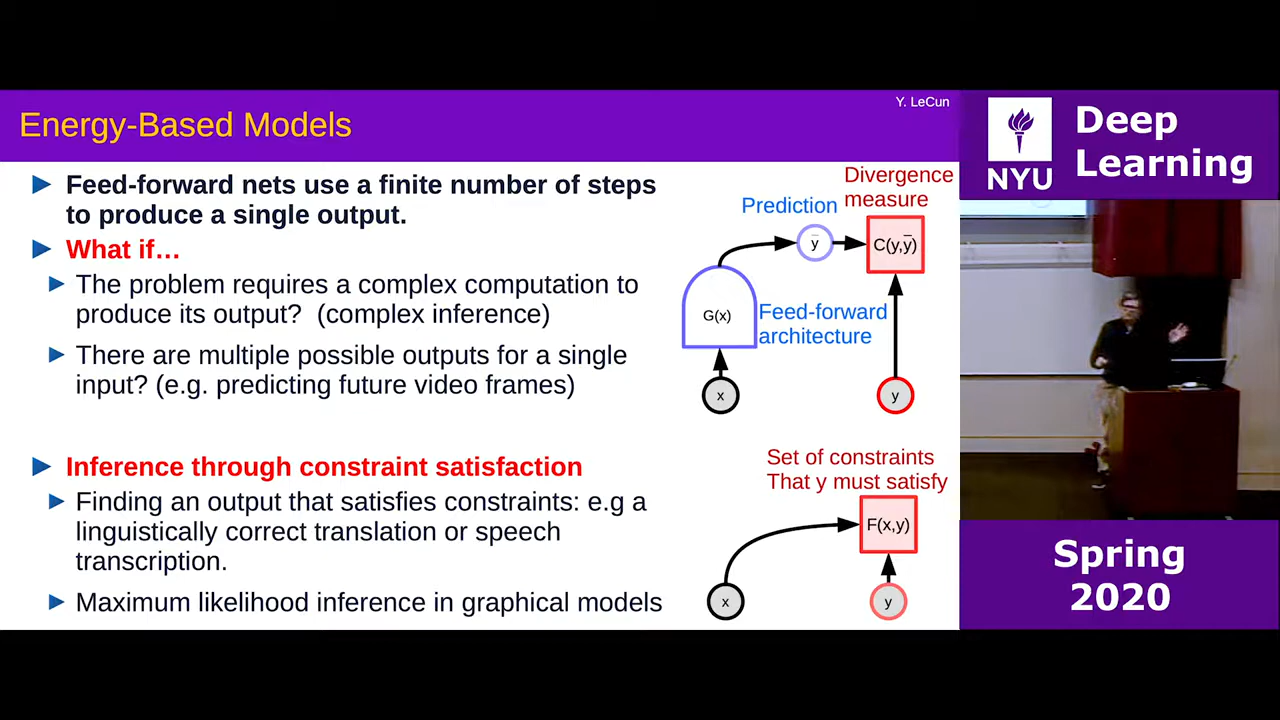 Y. LeCun
Energy-Based Models
Feed-forward nets use a finite number of steps
to produce a single output.
What if…
The problem requires a complex computation to
produce its output? (complex inference)
There are multiple possible outputs for a single
input? (e.g. predicting future video frames)
Inference through constraint satisfaction
Finding an output that satisfies constraints: e.g a
linguistically correct translation or speech
transcription.
Maximum likelihood inference in graphical models
Divergence
measure
Prediction
y̅
C(y,y̅)
G(x)
Feed-forward
architecture
x
y
Set of constraints
That y must satisfy
F(x,y)
x
y
NYU
Deep
Learning
Spring
2020